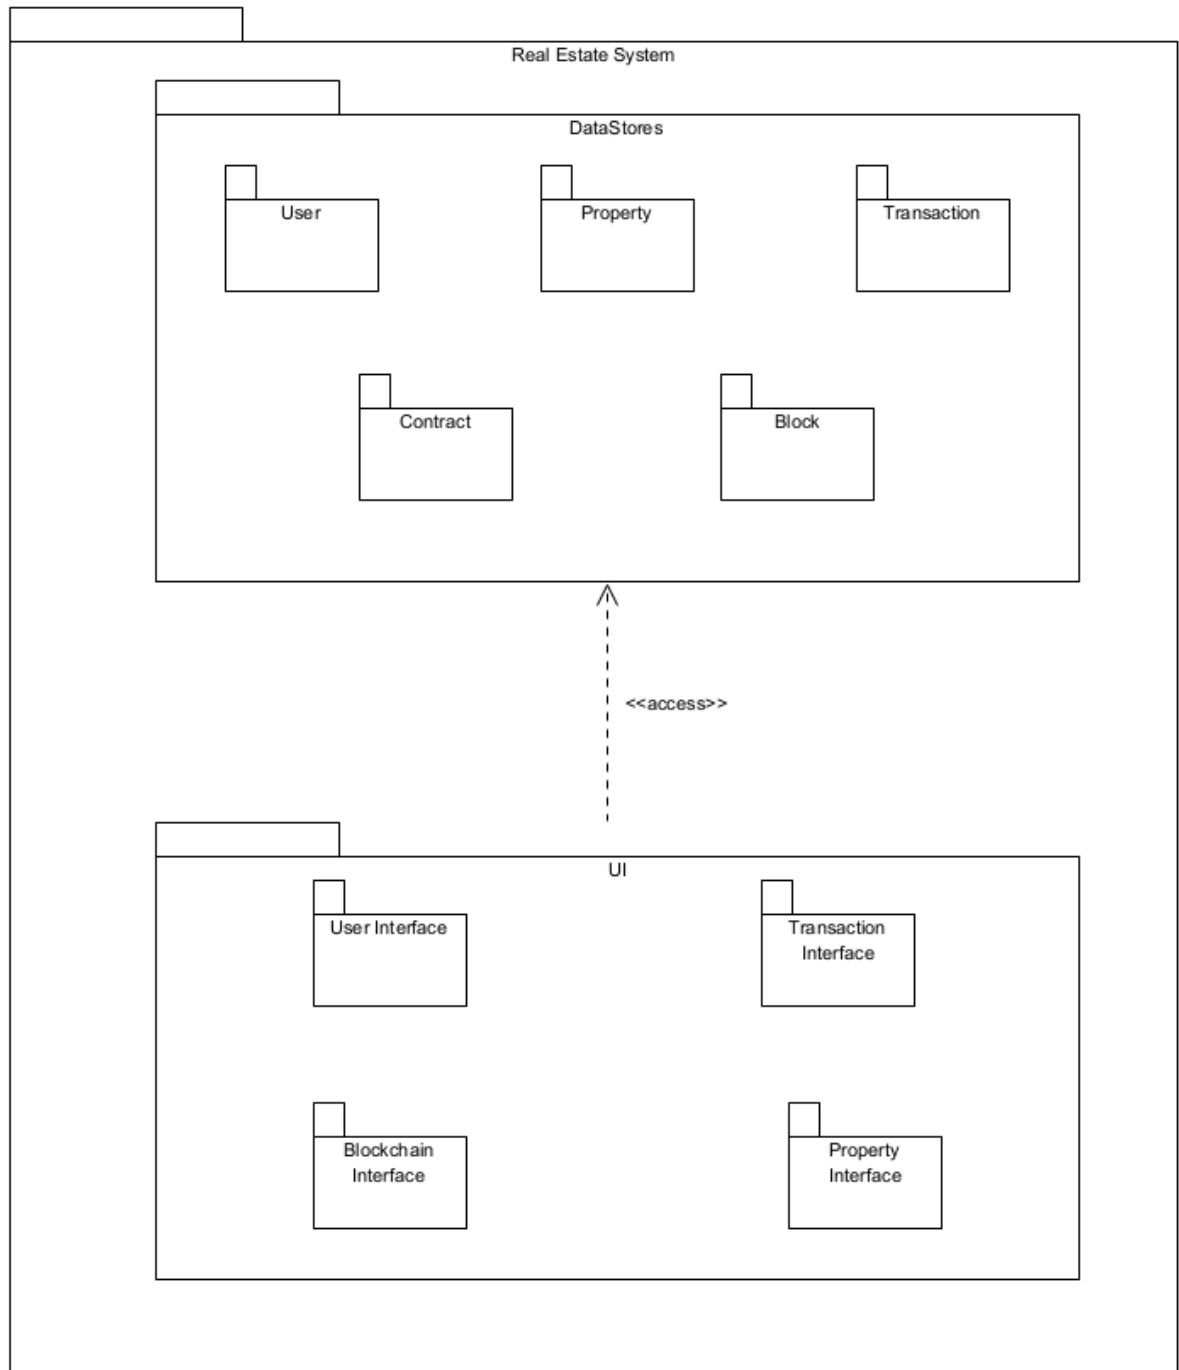 Real Estate System
DataStores
User
Property
Transaction
Contract
Block
<<access>>
UI
User Interface
Transaction
Interface
Blockchain
Interface
Property
Interface